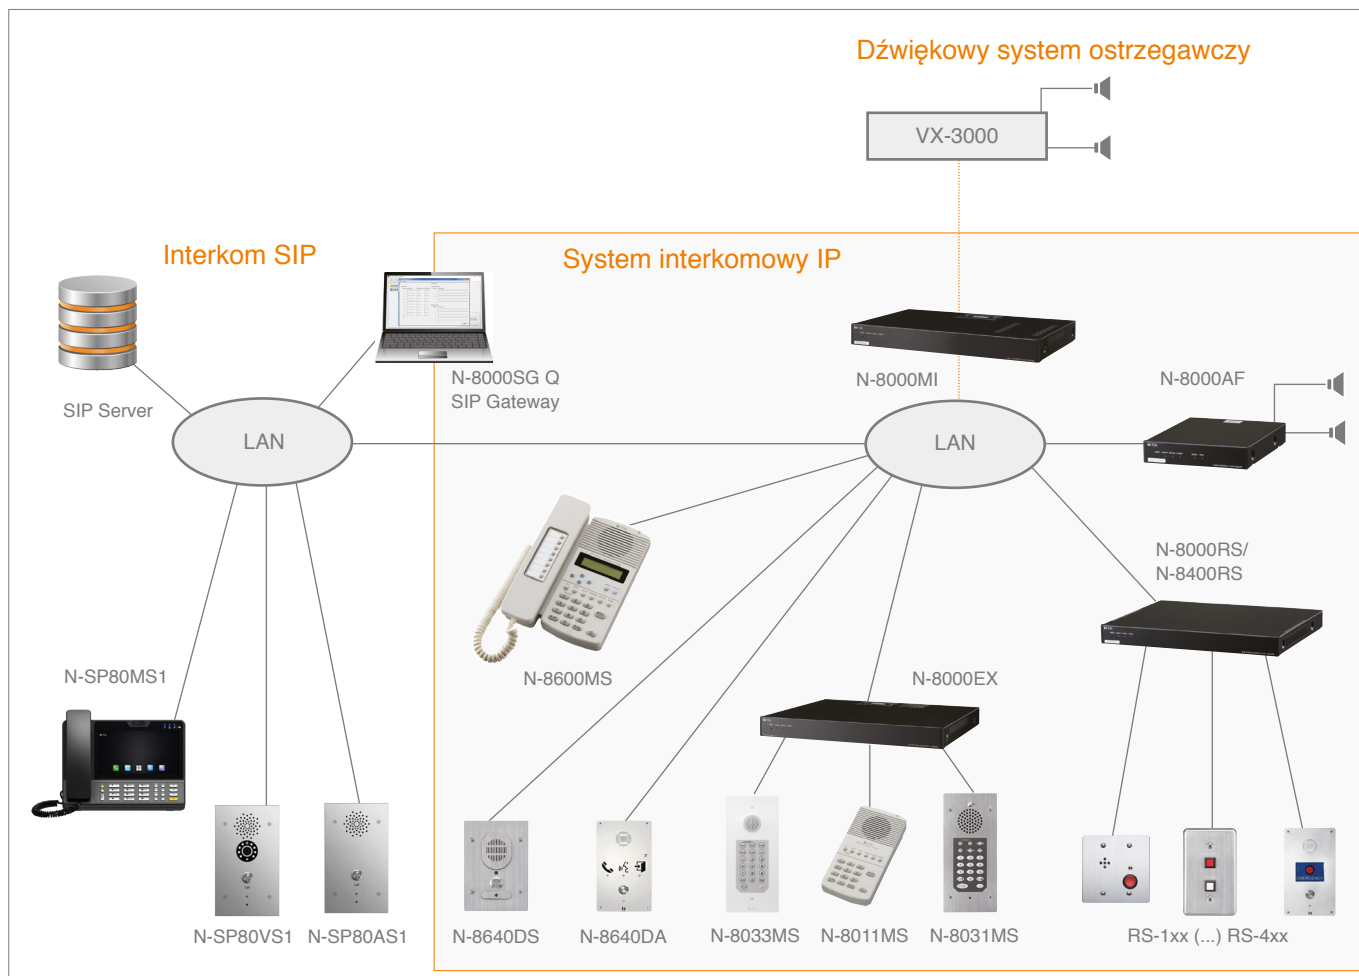 Dźwiękowy system ostrzegawczy
VX-3000
Interkom SIP
System interkomowy IP
N-8000SG Q
SIP Gateway
N-8000MI
N-8000AF
SIP Server
LAN
LAN
N-8000RS/
N-8400RS
N-SP80MS1
N-8600MS
N-8000EX
N-SP80VS1
N-SP80AS1
N-8640DS
N-8640DA
N-8033MS
N-8011MS
N-8031MS
RS-1xx (...) RS-4xx
EMERGENCY